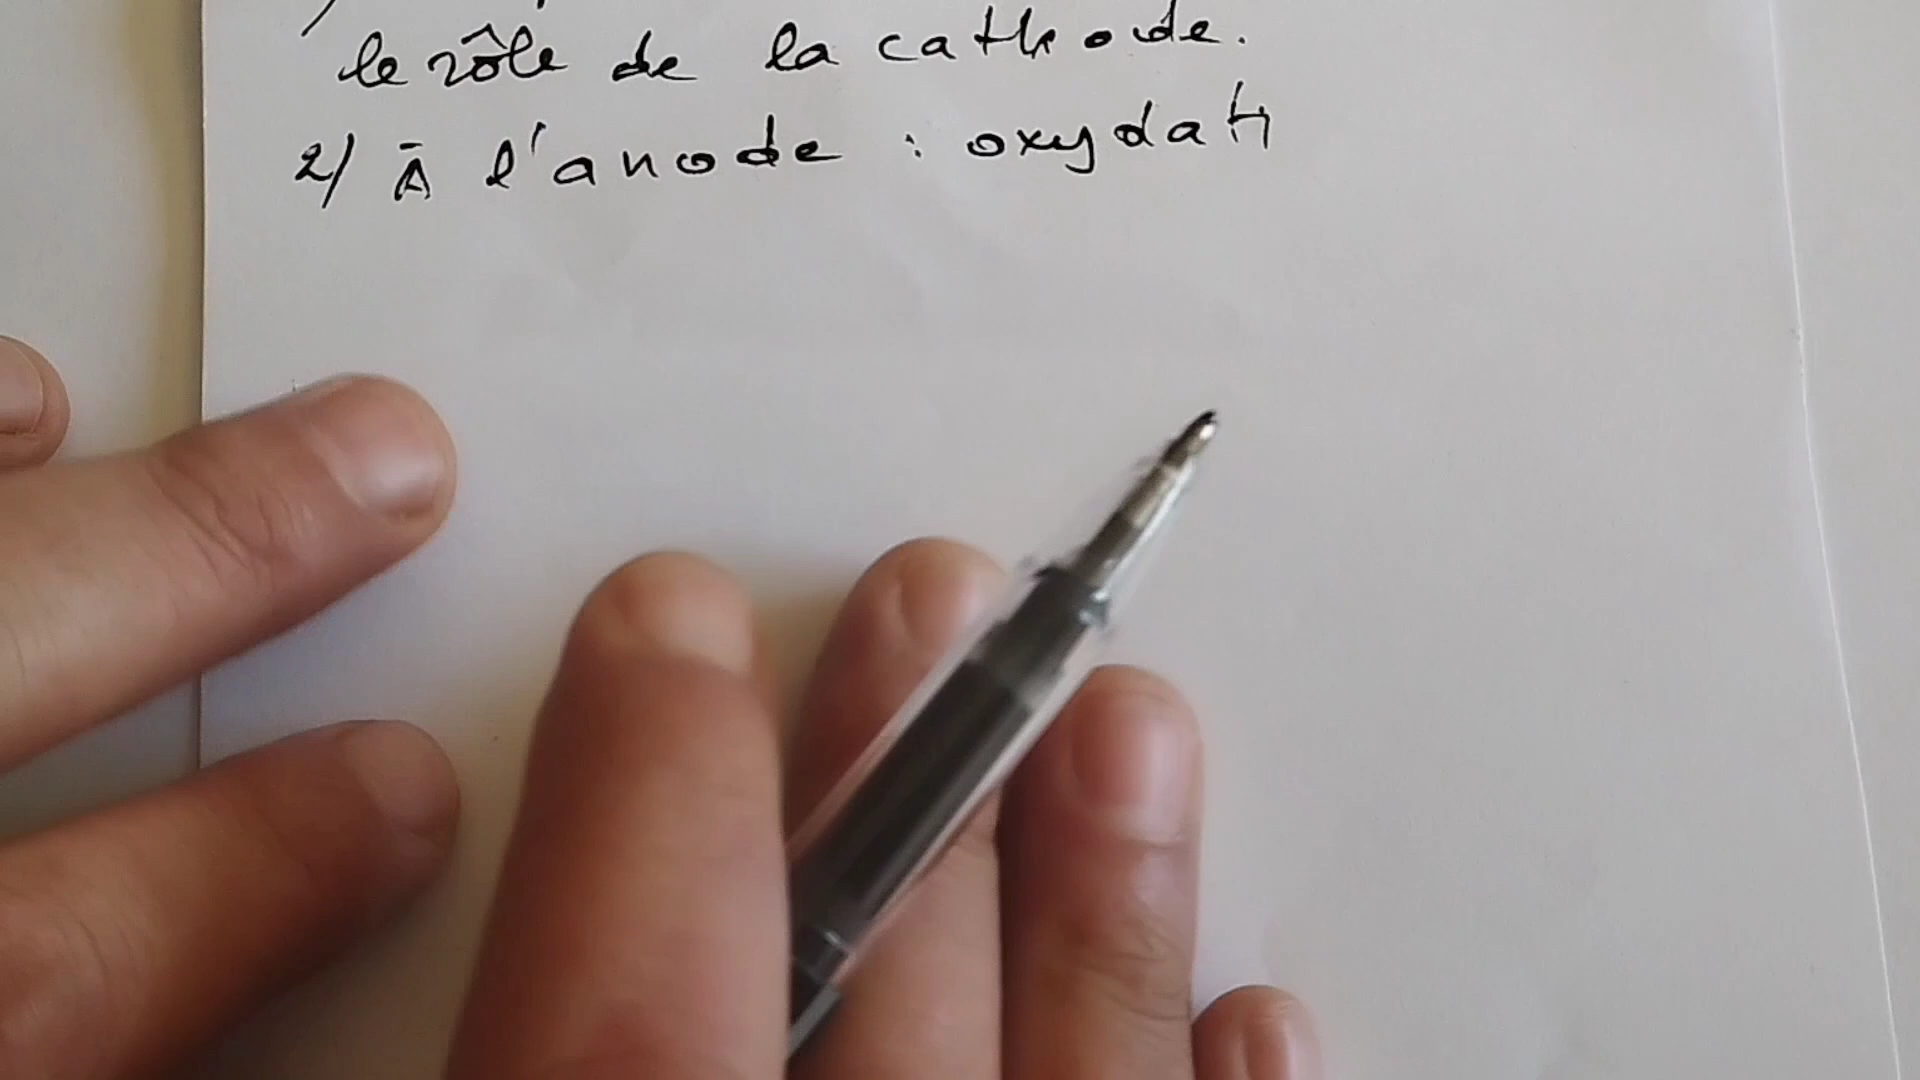 le rôle de la cathode.
2) À l'anode : oxydati